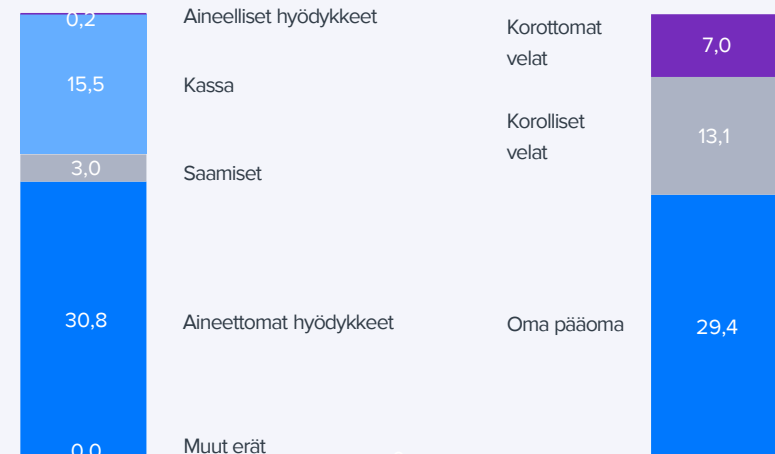 0,2
Aineelliset hyödykkeet
15,5
Kassa
3,0
Saamiset
30,8
Aineettomat hyödykkeet
0,0
Muut erät
Korottomat
velat
7,0
Korolliset
velat
13,1
Oma pääoma
29,4